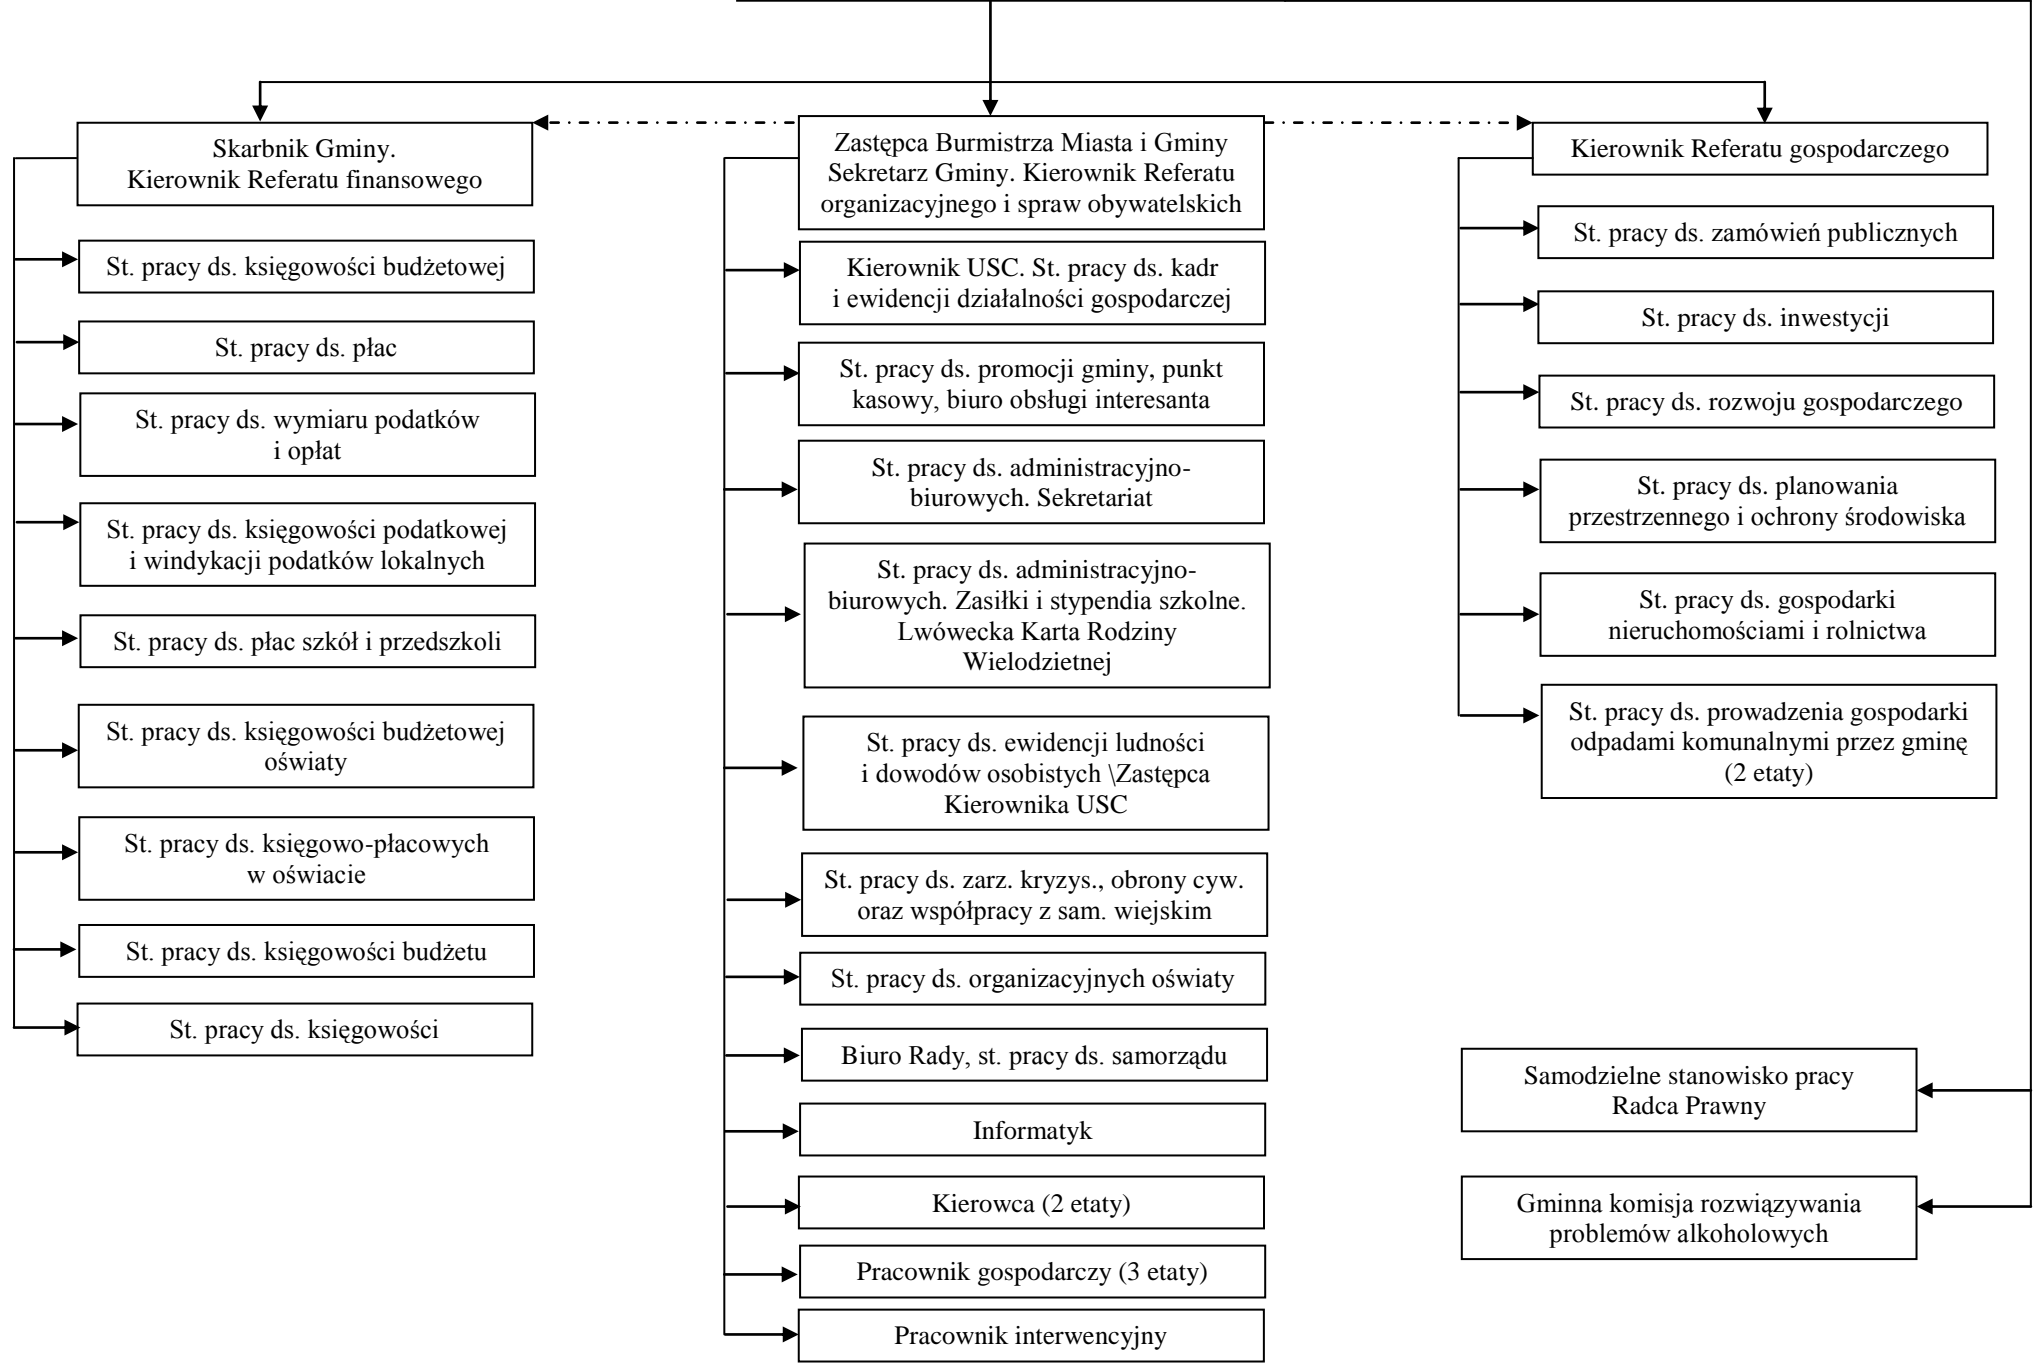 Skarbnik Gminy.
Kierownik Referatu finansowego
St. pracy ds. księgowości budżetowej
St. pracy ds. płac
St. pracy ds. wymiaru podatków
i opłat
St. pracy ds. księgowości podatkowej
i windykacji podatków lokalnych
St. pracy ds. płac szkół i przedszkoli
St. pracy ds. księgowości budżetowej
oświaty
St. pracy ds. księgowo-płacowych
w oświacie
St. pracy ds. księgowości budżetu
St. pracy ds. księgowości
Zastępca Burmistrza Miasta i Gminy
Sekretarz Gminy. Kierownik Referatu
organizacyjnego i spraw obywatelskich
Kierownik USC. St. pracy ds. kadr
i ewidencji działalności gospodarczej
St. pracy ds. promocji gminy, punkt
kasowy, biuro obsługi interesanta
St. pracy ds. administracyjno-
biurowych. Sekretariat
St. pracy ds. administracyjno-
biurowych. Zasiłki i stypendia szkolne.
Lwówecka Karta Rodziny
Wielodzietnej
St. pracy ds. ewidencji ludności
i dowodów osobistych \Zastępca
Kierownika USC
St. pracy ds. zarz. kryzys., obrony cyw.
oraz współpracy z sam. wiejskim
St. pracy ds. organizacyjnych oświaty
Biuro Rady, st. pracy ds. samorządu
Informatyk
Kierowca (2 etaty)
Pracownik gospodarczy (3 etaty)
Pracownik interwencyjny
Kierownik Referatu gospodarczego
St. pracy ds. zamówień publicznych
St. pracy ds. inwestycji
St. pracy ds. rozwoju gospodarczego
St. pracy ds. planowania
przestrzennego i ochrony środowiska
St. pracy ds. gospodarki
nieruchomościami i rolnictwa
St. pracy ds. prowadzenia gospodarki
odpadami komunalnymi przez gminę
(2 etaty)
Samodzielne stanowisko pracy
Radca Prawny
Gminna komisja rozwiązywania
problemów alkoholowych